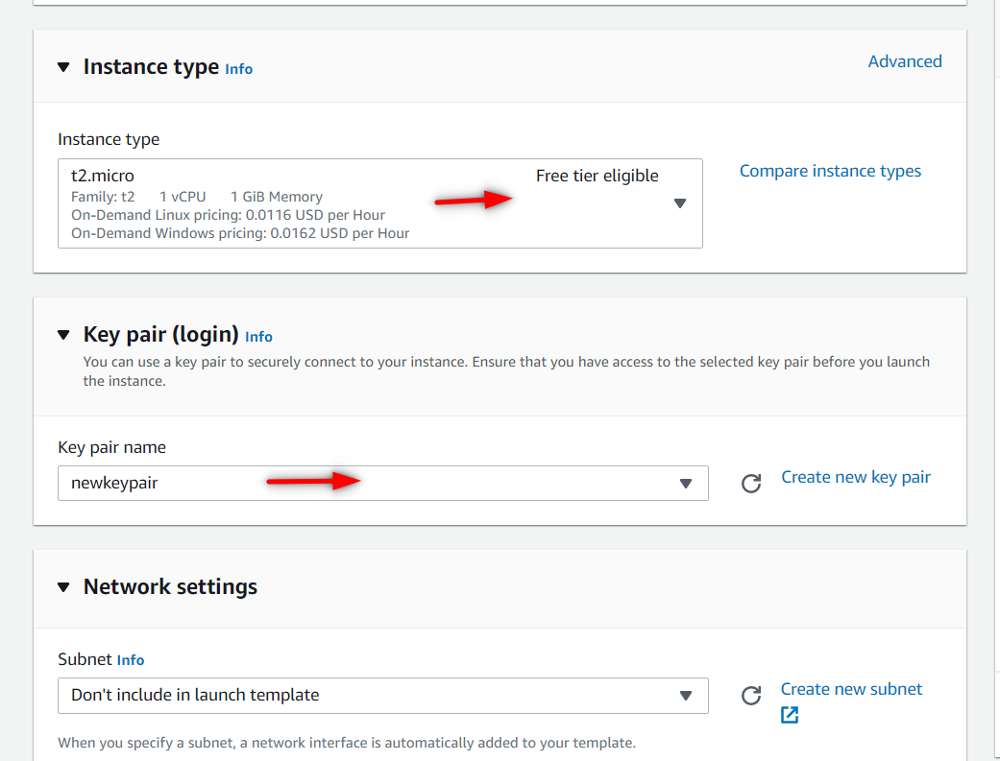 Instance type Info
Advanced
Instance type
t2.micro
Free tier eligible
Family: t2 1 vCPU 1 GiB Memory
On-Demand Linux pricing: 0.0116 USD per Hour
On-Demand Windows pricing: 0.0162 USD per Hour
Compare instance types
Key pair (login) Info
You can use a key pair to securely connect to your instance. Ensure that you have access to the selected key pair before you launch
the instance.
Key pair name
newkeypair
Create new key pair
Network settings
Subnet Info
Don't include in launch template
Create new subnet
When you specify a subnet, a network interface is automatically added to your template.